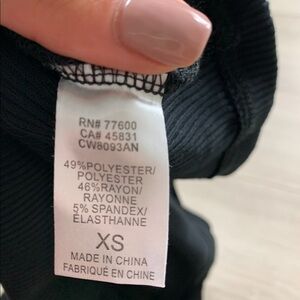 RN# 77600
CA# 45831
CW8093AN
49%POLYESTER/
POLYESTER
46%RAYON/
RAYONNE
5% SPANDEX/
ÉLASTHANNE
XS
MADE IN CHINA
FABRIQUÉ EN CHINE